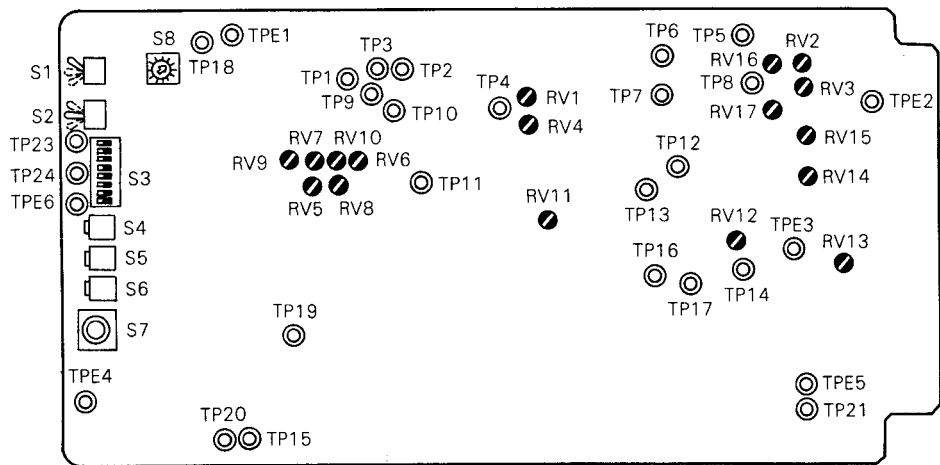 S8
TPE1
TP18
TP3
TP1
TP2
TP9
TP10
TP4
RV1
RV4
TP6
TP5
RV16
RV2
TP8
RV3
TP7
RV17
TPE2
RV15
RV14
S1
S2
TP23
TP24
TPE6
S3
S4
S5
S6
S7
TPE4
RV7
RV10
RV9
RV6
RV5
RV8
TP11
RV11
TP12
TP13
RV12
TPE3
RV13
TP16
TP17
TP14
TP19
TP20
TP15
TPE5
TP21